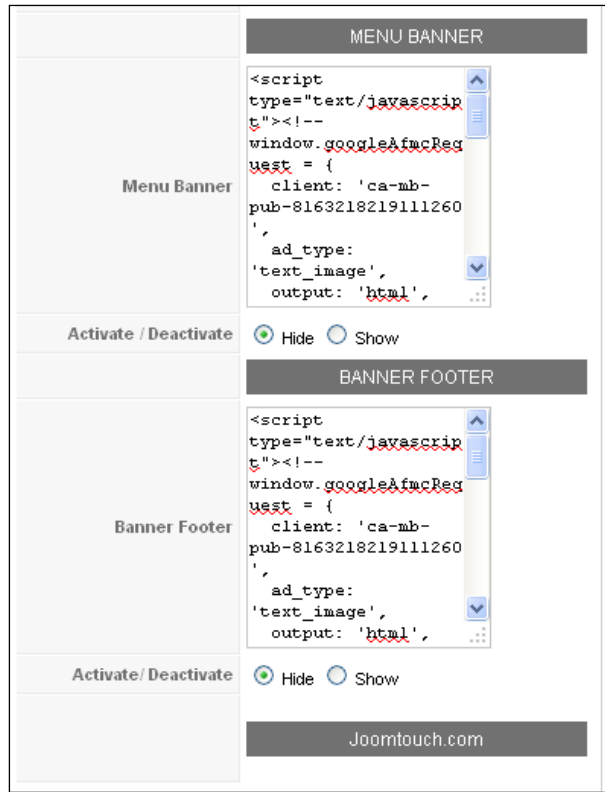 MENU BANNER
Menu Banner
<script
type="text/javascrip
t"><!--
window.googleAfmcReq
uest = {
client: 'ca-mb-
pub-8163218219111260
',
ad_type:
'text_image',
output: 'html',
Activate / Deactivate
Hide Show
BANNER FOOTER
Banner Footer
<script
type="text/javascrip
t"><!--
window.googleAfmcReq
uest = {
client: 'ca-mb-
pub-8163218219111260
',
ad_type:
'text_image',
output: 'html',
Activate/ Deactivate
Hide Show
Joomtouch.com